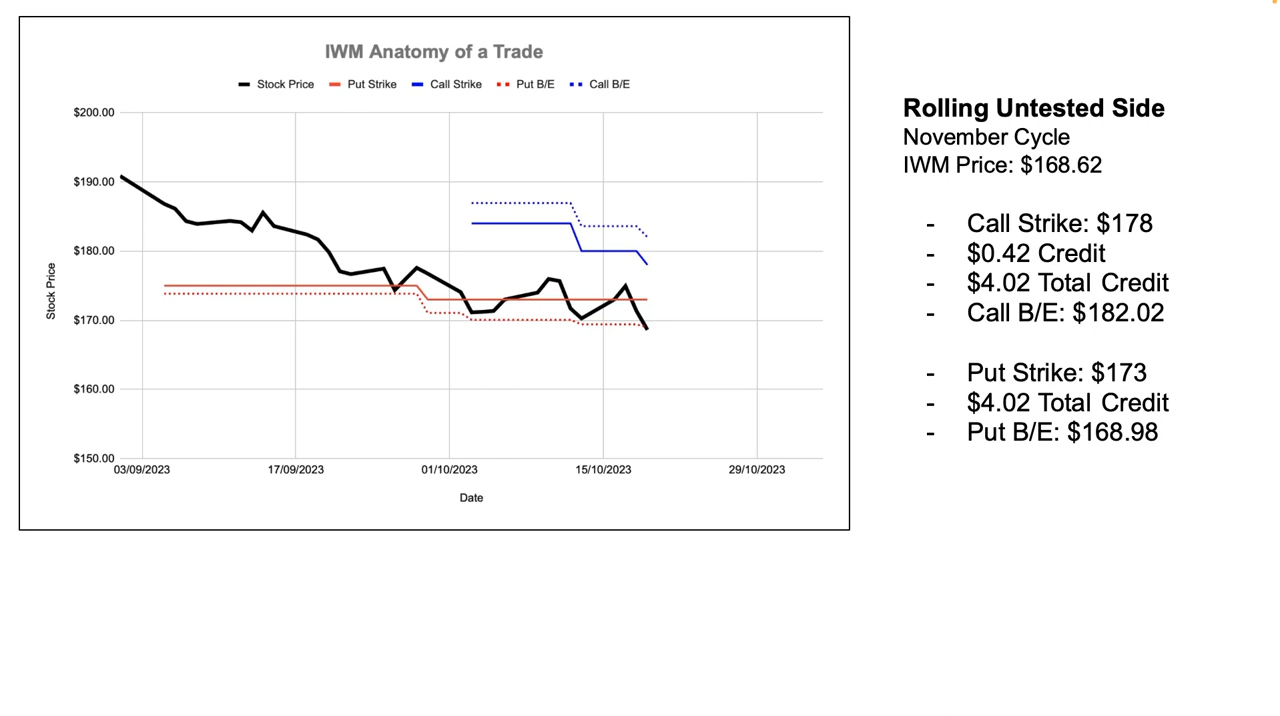 IWM Anatomy of a Trade
Stock Price Put Strike Call Strike Put B/E Call B/E
$200.00
$190.00
$180.00
$170.00
$160.00
$150.00
Stock Price
03/09/2023 17/09/2023 01/10/2023 15/10/2023 29/10/2023
Date
Rolling Untested Side
November Cycle
IWM Price: $168.62
- Call Strike: $178
- $0.42 Credit
- $4.02 Total Credit
- Call B/E: $182.02
- Put Strike: $173
- $4.02 Total Credit
- Put B/E: $168.98